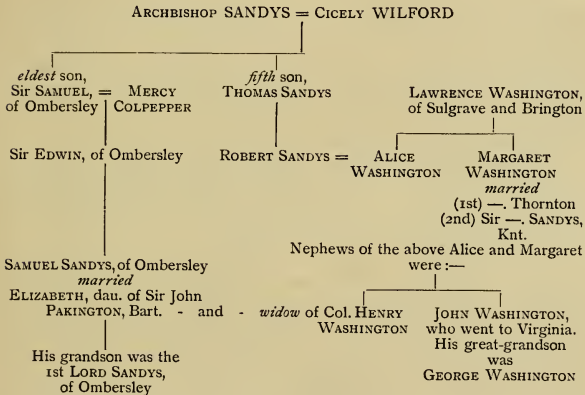 ARCHBISHOP SANDYS = CICELY WILFORD
eldest son,
SIR SAMUEL, = MERCY
of Ombersley COLPEPPER
fifth son,
THOMAS SANDYS
LAWRENCE WASHINGTON,
of Sulgrave and Brington
Sir EDWIN, of Ombersley
ROBERT SANDYS = ALICE
WASHINGTON
MARGARET
WASHINGTON
married
(1st) —. Thornton
(2nd) Sir —. SANDYS,
Knt.
Nephews of the above Alice and Margaret
were :—
SAMUEL SANDYS, of Ombersley
married
ELIZABETH, dau. of Sir John
PAKINGTON, Bart. - and - widow of Col. HENRY
WASHINGTON
JOHN WASHINGTON,
who went to Virginia.
His great-grandson
was
GEORGE WASHINGTON
His grandson was the
1st LORD SANDYS,
of Ombersley